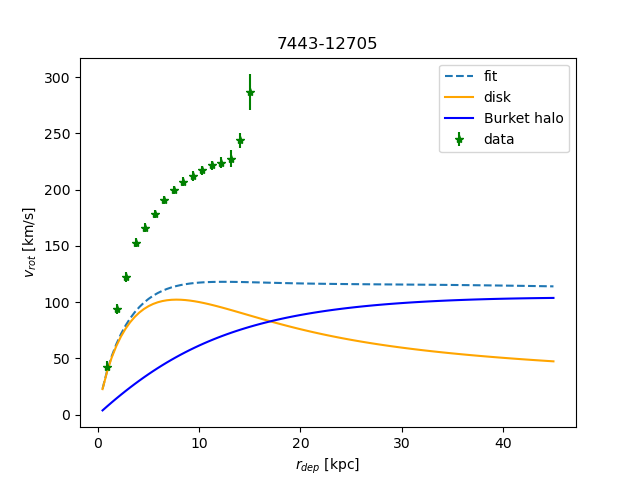 7443-12705
fit
disk
Burket halo
data
300
250
200
150
100
50
0
v_rot [km/s]
0 10 20 30 40
r_dep [kpc]